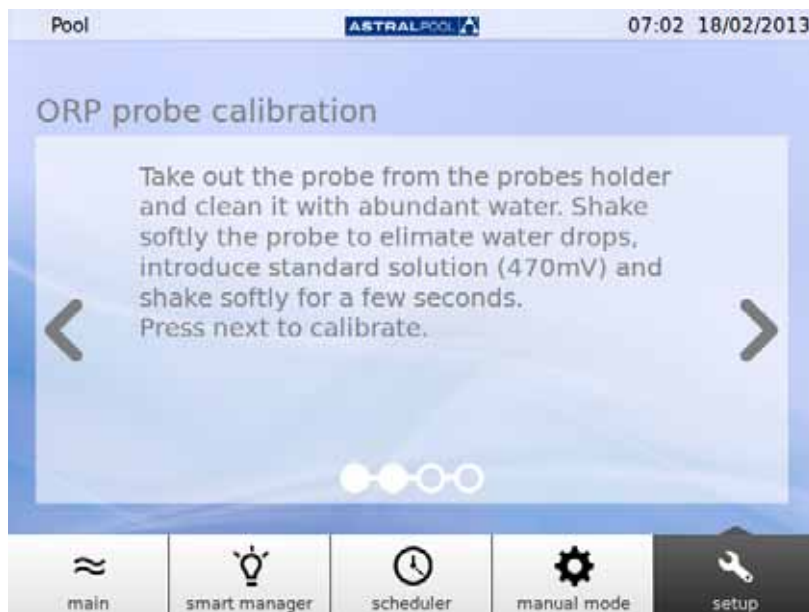 Pool ASTRALPOOL 07:02 18/02/2013
ORP probe calibration
Take out the probe from the probes holder
and clean it with abundant water. Shake
softly the probe to elimate water drops,
introduce standard solution (470mV) and
shake softly for a few seconds.
Press next to calibrate.
main smart manager scheduler manual mode setup